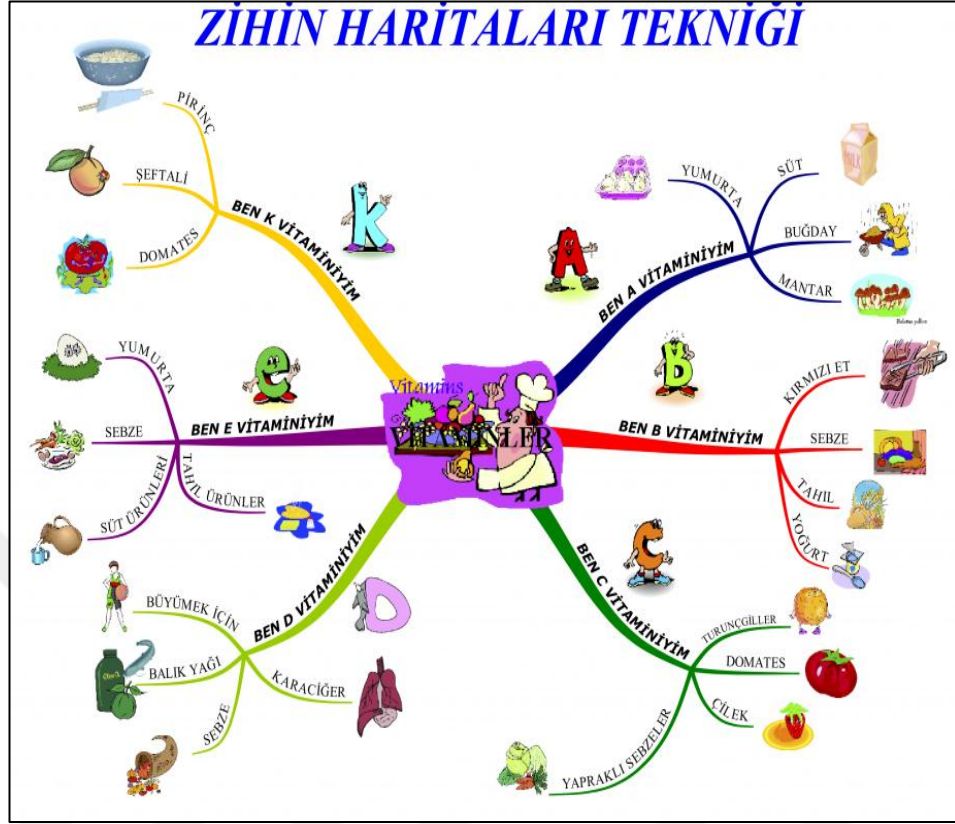 ZİHİN HARİTALARI TEKNİĞİ
PİRİNÇ
ŞEFTALİ
DOMATES
BEN K VİTAMİNİYİM
K
YUMURTA
SÜT
BUĞDAY
MANTAR
BEN A VİTAMİNİYİM
A
MILK
YUMURTA
SEBZE
SÜT ÜRÜNLERİ
TAHIL ÜRÜNLER
BEN E VİTAMİNİYİM
e
Vitamins
VİTAMİNLER
B
BEN B VİTAMİNİYİM
KIRMIZI ET
SEBZE
TAHIL
YOĞURT
BEN D VİTAMİNİYİM
D
BÜYÜMEK İÇİN
BALIK YAĞI
SEBZE
KARACİĞER
C
BEN C VİTAMİNİYİM
TURUNÇGİLLER
DOMATES
ÇİLEK
YAPRAKLI SEBZELER